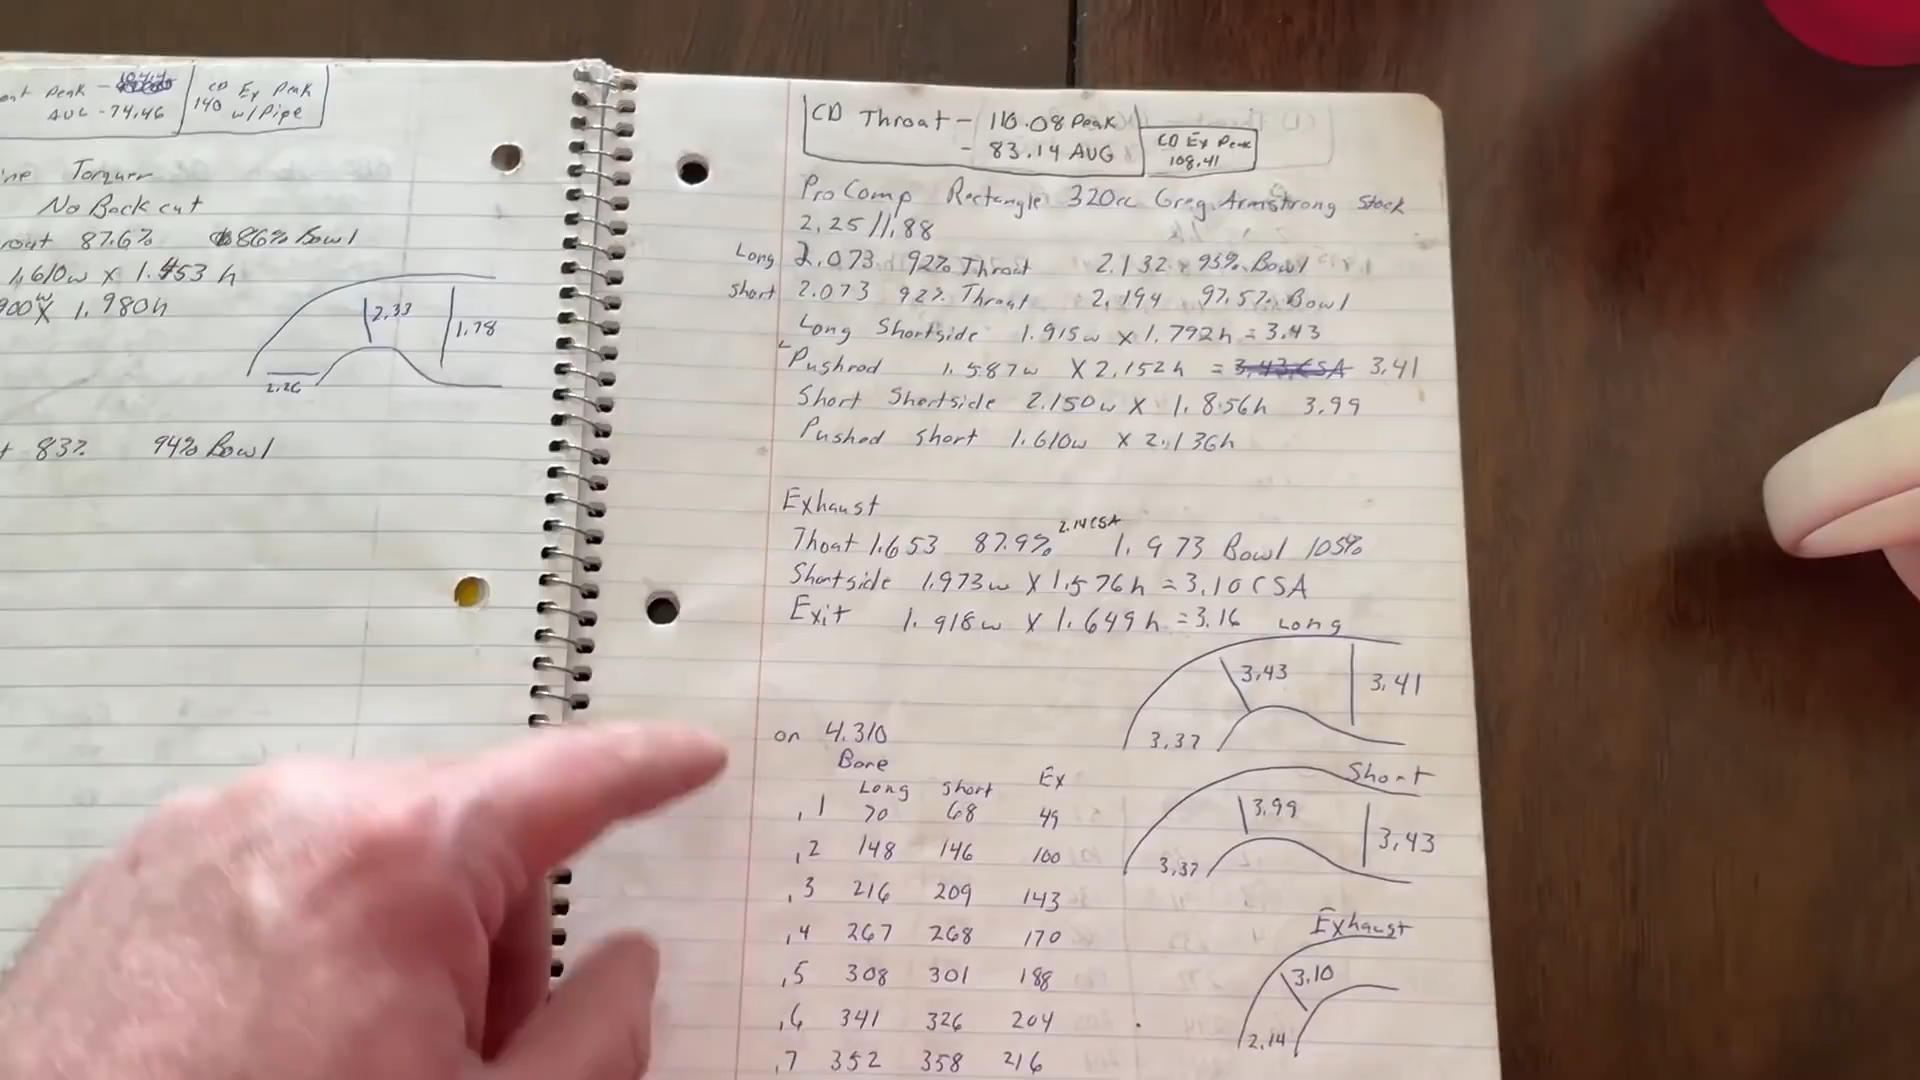 Peak -
AUG - 74.46
CD Ex Peak
140 w/Pipe
Torquer
No Back cut
87.6% 86% Bowl
1.610w X 1.453 h
X 1.980h
2.33
1.78
2.26
83% 94% Bowl
CD Throat - 110.08 Peak
- 83.14 AUG
CD Ex Peak
108.41
Pro Comp Rectangle 320cc Greg Armstrong Stock
2.25/1.88
Long 2.073 92% Throat 2.132 95% Bowl
Short 2.073 92% Throat 2.194 97.5% Bowl
Long Shortside 1.915w X 1.792h = 3.43
Pushrod 1.587w X 2.152h = 3.43 CSA 3.41
Short Shortside 2.150w X 1.856h 3.99
Pushed short 1.610w X 2.136h
Exhaust
2.14 CSA
Thoat 1.653 87.9% 1.973 Bowl 105%
Shortside 1.973w X 1.576h = 3.10 CSA
Exit 1.918w X 1.649h = 3.16
Long
3.43
3.41
3.37
Short
3.99
3.43
3.37
Exhaust
3.10
2.14
on 4.310
Bore
Long Short Ex
.1 70 68 49
.2 148 146 100
.3 216 209 143
.4 267 268 170
.5 308 301 188
.6 341 326 204
.7 352 358 216